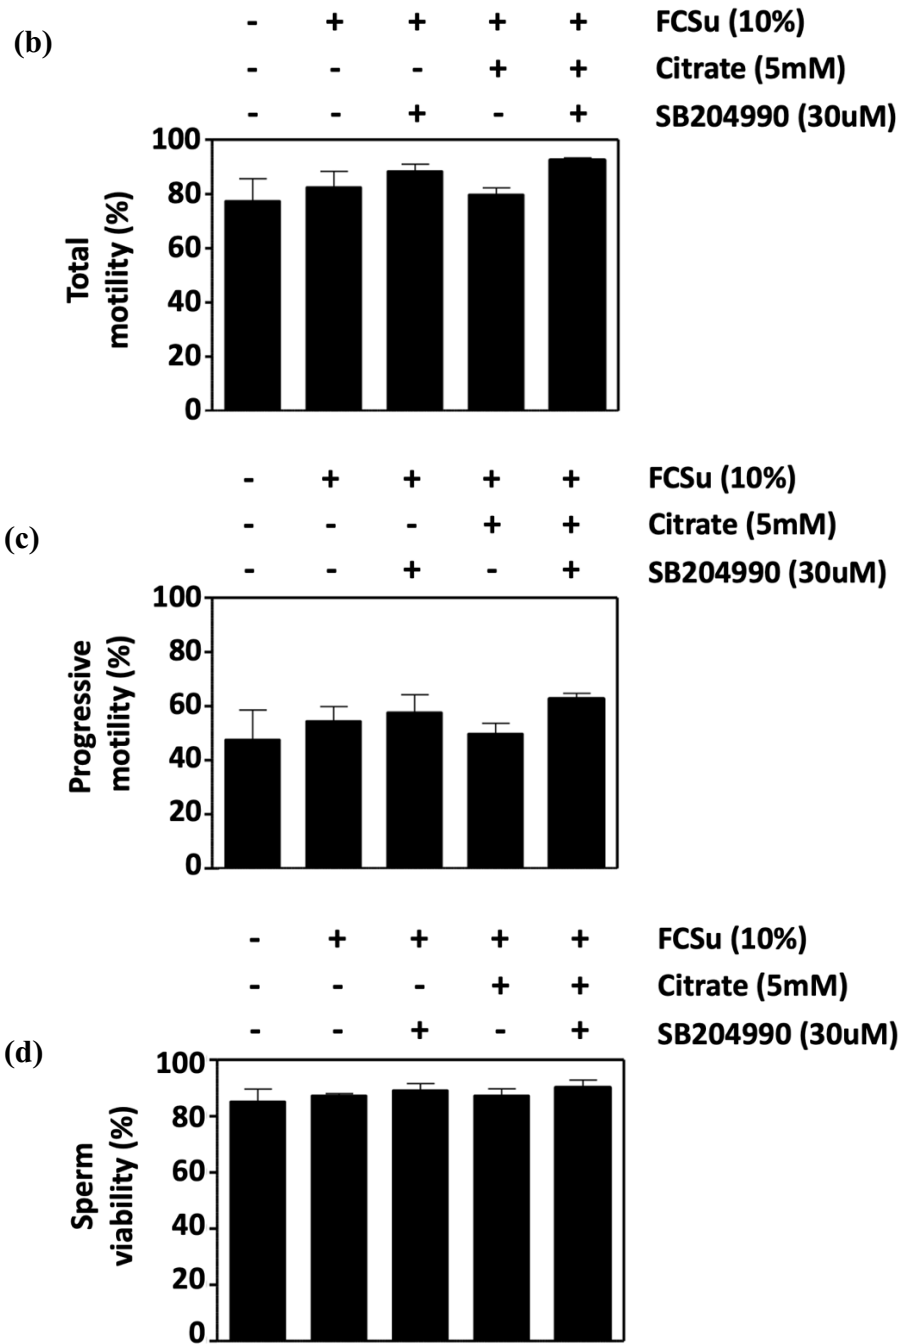 (b)
- + + + + FCSu (10%)
- - - + + Citrate (5mM)
- - + - + SB204990 (30uM)
100
80
60
40
20
0
Total
motility (%)
(c)
- + + + + FCSu (10%)
- - - + + Citrate (5mM)
- - + - + SB204990 (30uM)
100
80
60
40
20
0
Progressive
motility (%)
(d)
- + + + + FCSu (10%)
- - - + + Citrate (5mM)
- - + - + SB204990 (30uM)
100
80
60
40
20
0
Sperm
viability (%)